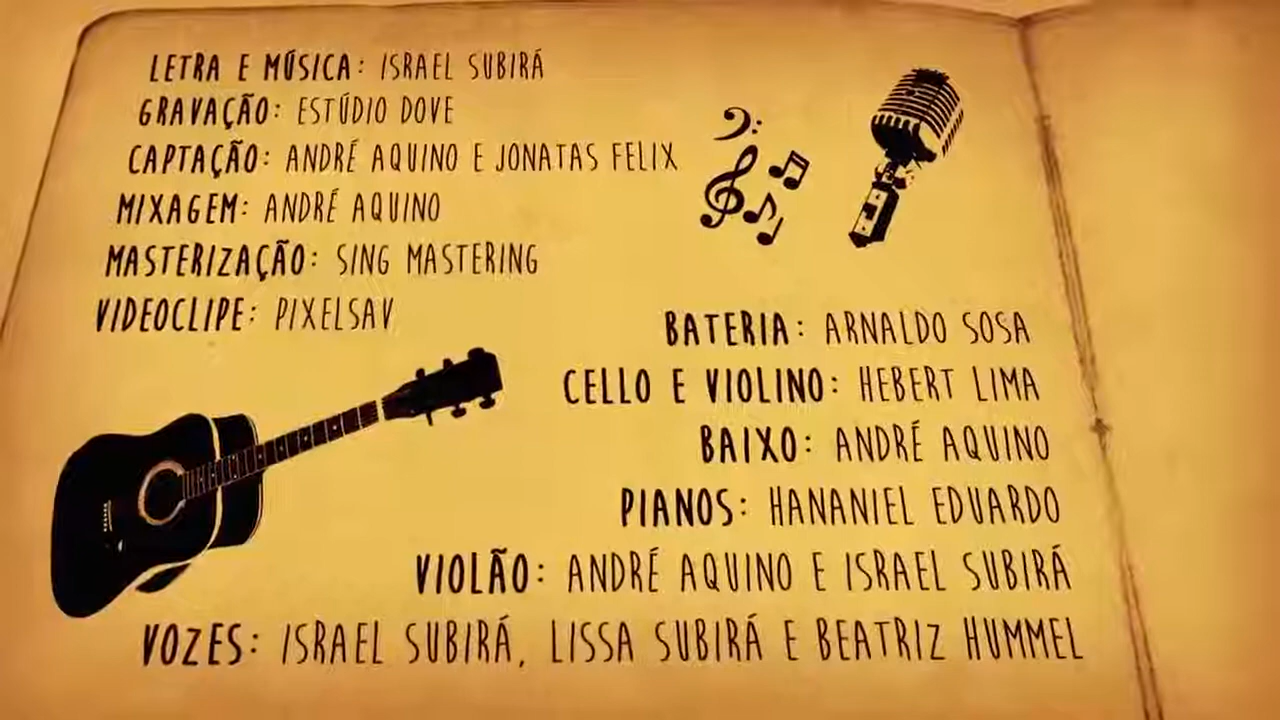 LETRA E MÚSICA: ISRAEL SUBIRÁ
GRAVAÇÃO: ESTÚDIO DOVE
CAPTAÇÃO: ANDRÉ AQUINO E JONATAS FELIX
MIXAGEM: ANDRÉ AQUINO
MASTERIZAÇÃO: SING MASTERING
VIDEOCLIPE: PIXELSAV
BATERIA: ARNALDO SOSA
CELLO E VIOLINO: HEBERT LIMA
BAIXO: ANDRÉ AQUINO
PIANOS: HANANIEL EDUARDO
VIOLÃO: ANDRÉ AQUINO E ISRAEL SUBIRÁ
VOZES: ISRAEL SUBIRÁ, LISSA SUBIRÁ E BEATRIZ HUMMEL